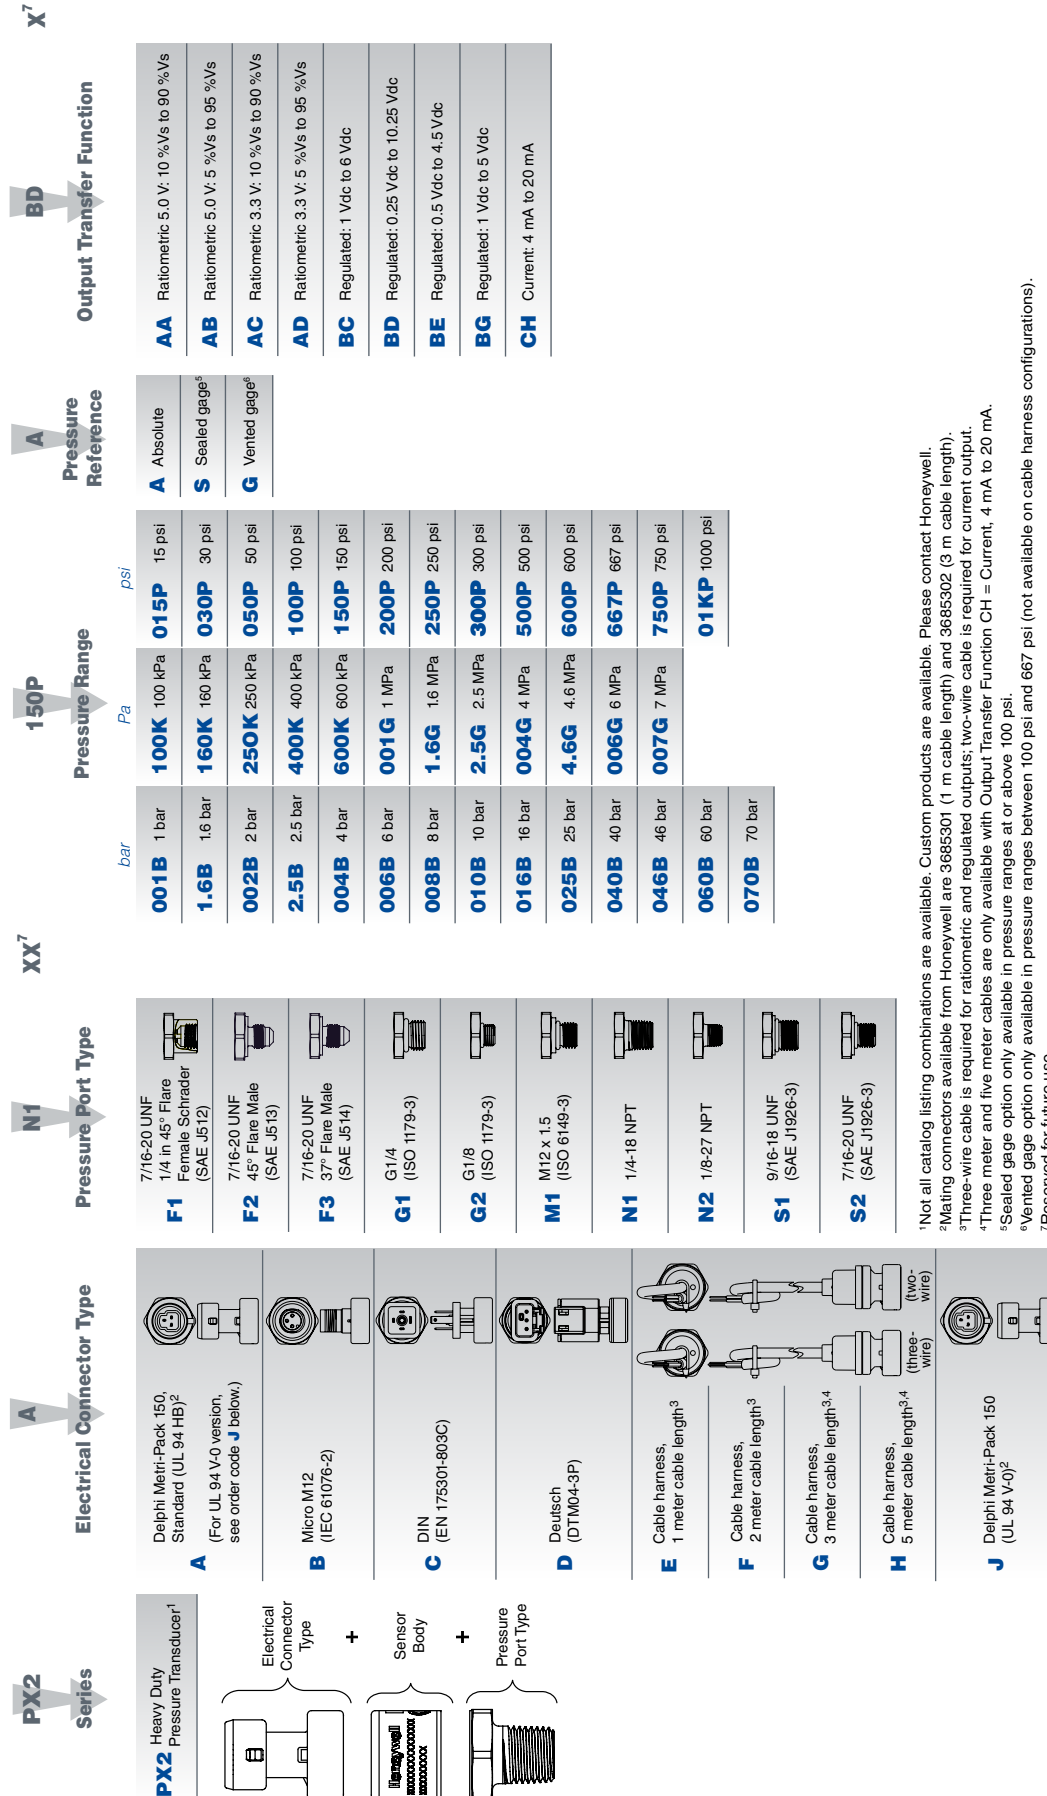 PX2
Series
PX2 Heavy Duty
Pressure Transducer1
Electrical
Connector
Type
+
Sensor
Body
+
Pressure
Port Type
Honeywell
A
Electrical Connector Type
A
Delphi Metri-Pack 150,
Standard (UL 94 HB)2
(For UL 94 V-0 version,
see order code J below.)
B
Micro M12
(IEC 61076-2)
C
DIN
(EN 175301-803C)
D
Deutsch
(DTM04-3P)
E
Cable harness,
1 meter cable length3
F
Cable harness,
2 meter cable length3
G
Cable harness,
3 meter cable length3,4
H
Cable harness,
5 meter cable length3,4
(three-
wire)
(two-
wire)
J
Delphi Metri-Pack 150
(UL 94 V-0)2
N1
Pressure Port Type
F1
7/16-20 UNF
1/4 in 45° Flare
Female Schrader
(SAE J512)
F2
7/16-20 UNF
45° Flare Male
(SAE J513)
F3
7/16-20 UNF
37° Flare Male
(SAE J514)
G1
G1/4
(ISO 1179-3)
G2
G1/8
(ISO 1179-3)
M1
M12 x 1.5
(ISO 6149-3)
N1 1/4-18 NPT
N2 1/8-27 NPT
S1
9/16-18 UNF
(SAE J1926-3)
S2
7/16-20 UNF
(SAE J1926-3)
XX7
150P
Pressure Range
bar
001B 1 bar
1.6B 1.6 bar
002B 2 bar
2.5B 2.5 bar
004B 4 bar
006B 6 bar
008B 8 bar
010B 10 bar
016B 16 bar
025B 25 bar
040B 40 bar
046B 46 bar
060B 60 bar
070B 70 bar
Pa
100K 100 kPa
160K 160 kPa
250K 250 kPa
400K 400 kPa
600K 600 kPa
001G 1 MPa
1.6G 1.6 MPa
2.5G 2.5 MPa
004G 4 MPa
4.6G 4.6 MPa
006G 6 MPa
007G 7 MPa
psi
015P 15 psi
030P 30 psi
050P 50 psi
100P 100 psi
150P 150 psi
200P 200 psi
250P 250 psi
300P 300 psi
500P 500 psi
600P 600 psi
667P 667 psi
750P 750 psi
01KP 1000 psi
A
Pressure
Reference
A Absolute
S Sealed gage5
G Vented gage6
BD
Output Transfer Function
AA Ratiometric 5.0 V: 10 %Vs to 90 %Vs
AB Ratiometric 5.0 V: 5 %Vs to 95 %Vs
AC Ratiometric 3.3 V: 10 %Vs to 90 %Vs
AD Ratiometric 3.3 V: 5 %Vs to 95 %Vs
BC Regulated: 1 Vdc to 6 Vdc
BD Regulated: 0.25 Vdc to 10.25 Vdc
BE Regulated: 0.5 Vdc to 4.5 Vdc
BG Regulated: 1 Vdc to 5 Vdc
CH Current: 4 mA to 20 mA
X7
1Not all catalog listing combinations are available. Custom products are available. Please contact Honeywell.
2Mating connectors available from Honeywell are 3685301 (1 m cable length) and 3685302 (3 m cable length).
3Three-wire cable is required for ratiometric and regulated outputs; two-wire cable is required for current output.
4Three meter and five meter cables are only available with Output Transfer Function CH = Current, 4 mA to 20 mA.
5Sealed gage option only available in pressure ranges at or above 100 psi.
6Vented gage option only available in pressure ranges between 100 psi and 667 psi (not available on cable harness configurations).
7Reserved for future use.